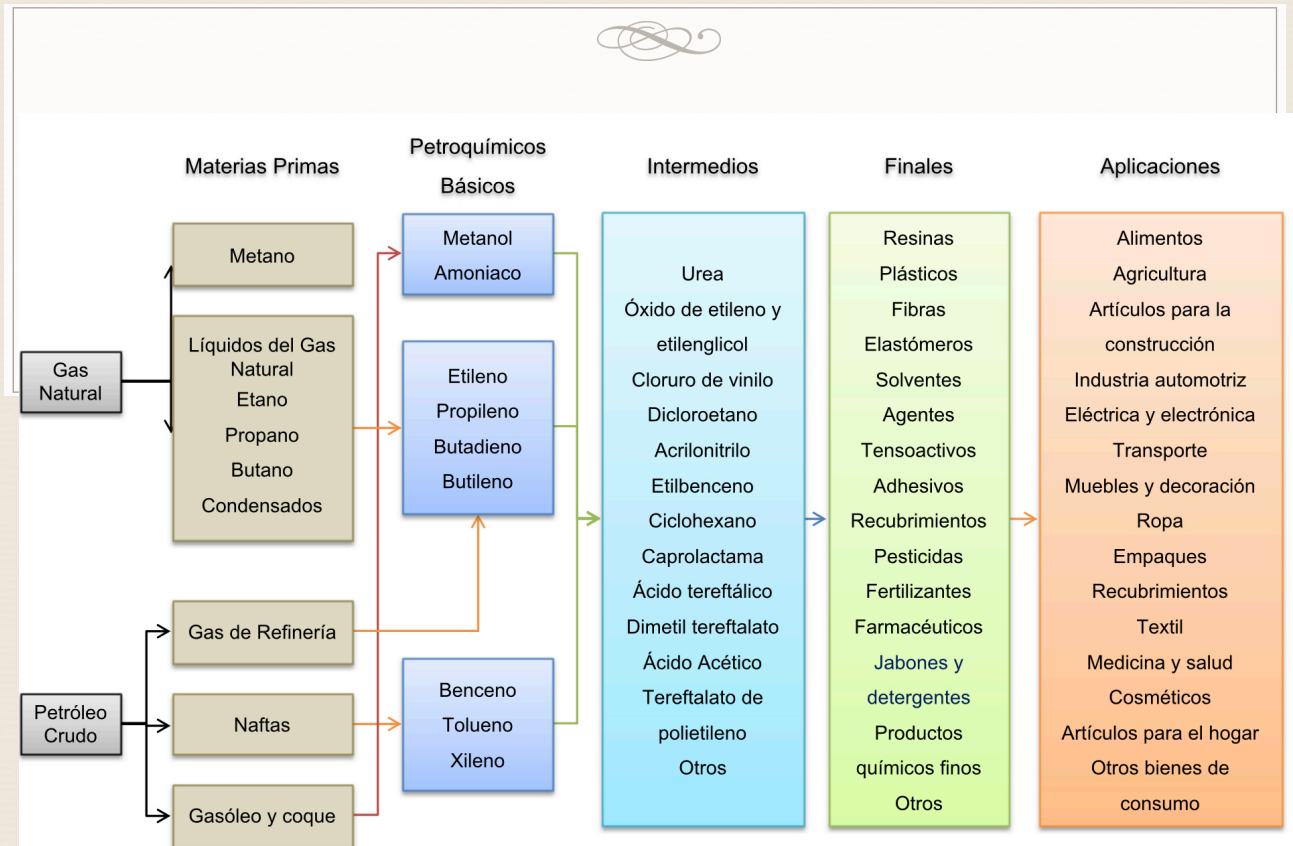 Materias Primas
Petroquímicos
Básicos
Intermedios
Finales
Aplicaciones
Gas
Natural
Petróleo
Crudo
Metano
Líquidos del Gas
Natural
Etano
Propano
Butano
Condensados
Gas de Refinería
Naftas
Gasóleo y coque
Metanol
Amoniaco
Etileno
Propileno
Butadieno
Butileno
Benceno
Tolueno
Xileno
Urea
Óxido de etileno y
etilenglicol
Cloruro de vinilo
Dicloroetano
Acrilonitrilo
Etilbenceno
Ciclohexano
Caprolactama
Ácido tereftálico
Dimetil tereftalato
Ácido Acético
Tereftalato de
polietileno
Otros
Resinas
Plásticos
Fibras
Elastómeros
Solventes
Agentes
Tensoactivos
Adhesivos
Recubrimientos
Pesticidas
Fertilizantes
Farmacéuticos
Jabones y
detergentes
Productos
químicos finos
Otros
Alimentos
Agricultura
Artículos para la
construcción
Industria automotriz
Eléctrica y electrónica
Transporte
Muebles y decoración
Ropa
Empaques
Recubrimientos
Textil
Medicina y salud
Cosméticos
Artículos para el hogar
Otros bienes de
consumo